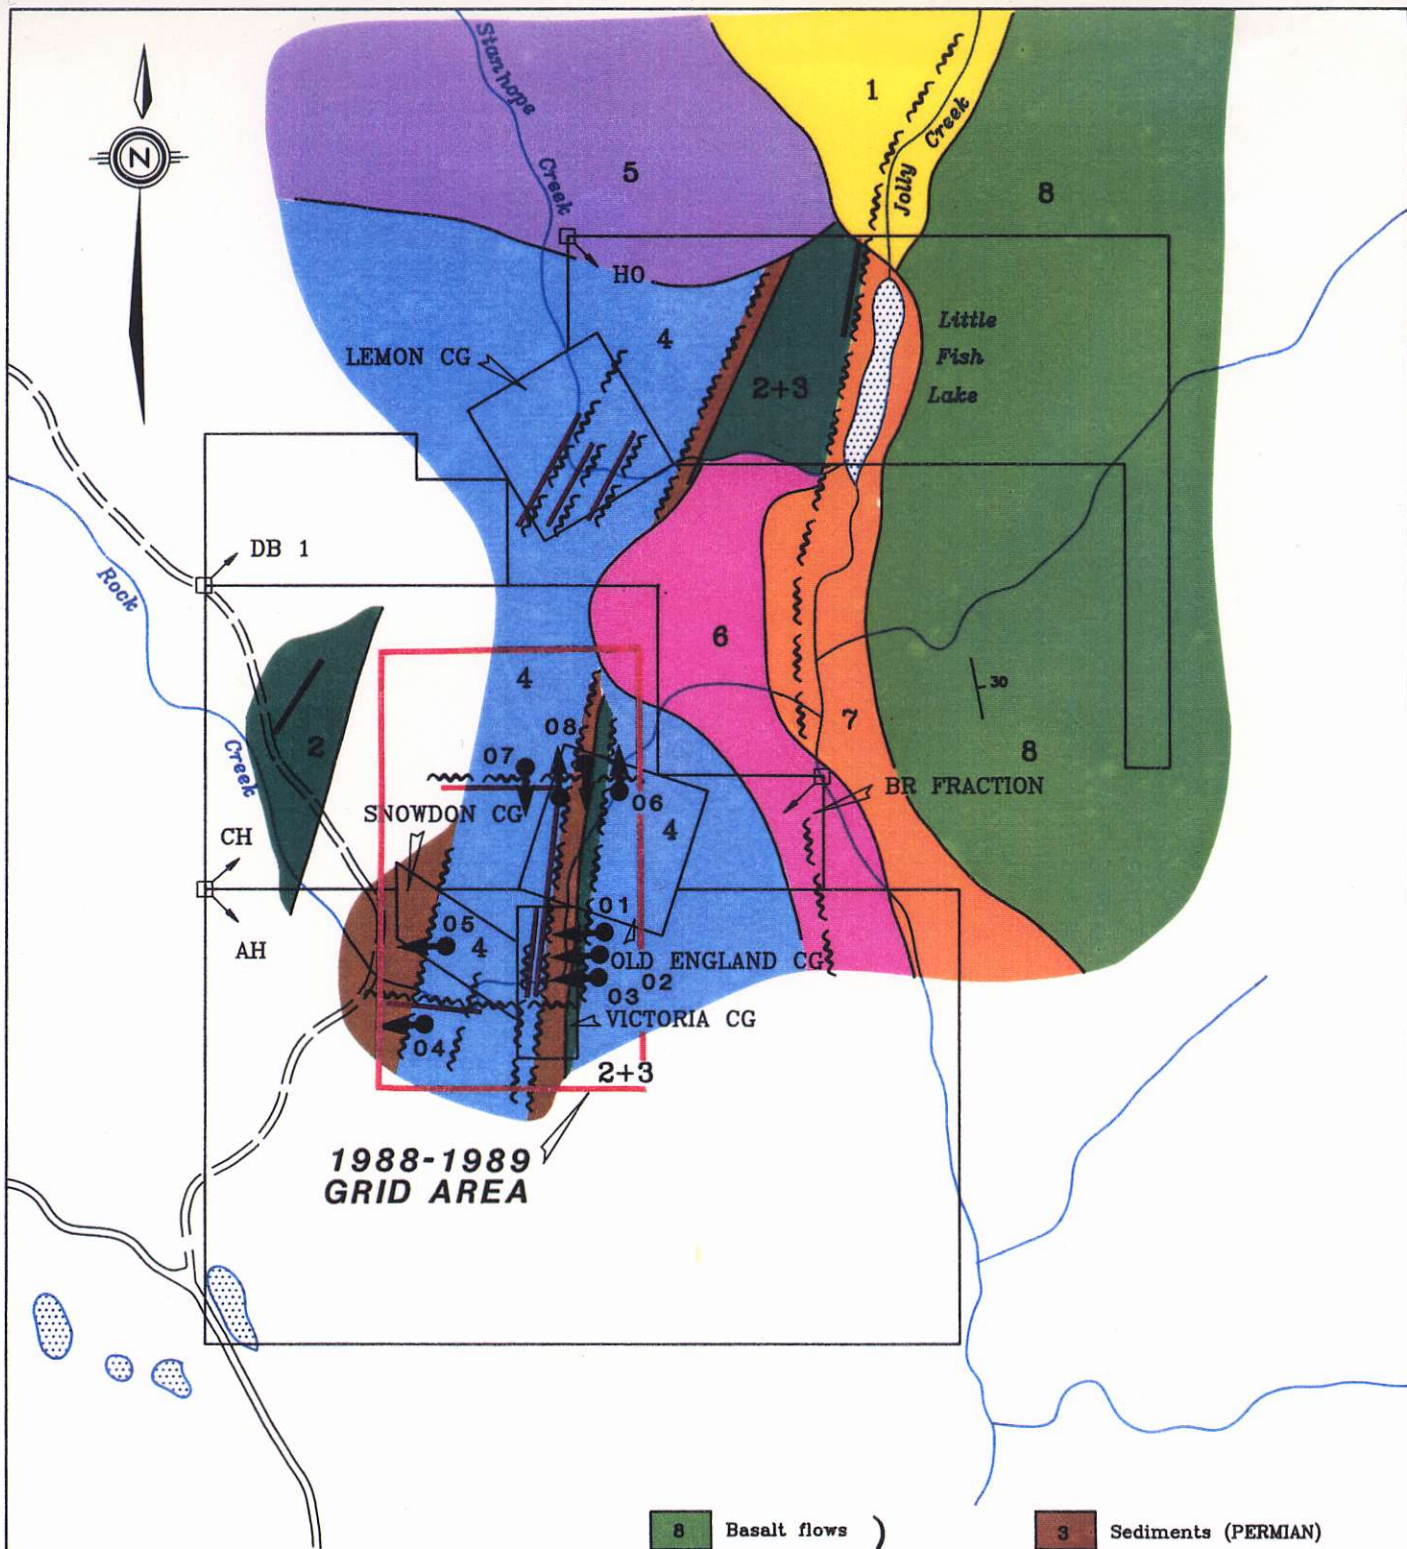 N
Stanhope
Creek
1
Jolly
Creek
5
8
HO
4
LEMON CG
2+3
Little
Fish
Lake
DB 1
Rock
Creek
6
4
30
7
2
8
08
07
06
BR FRACTION
SNOWDON CG
4
CH
01
05
4
AH
OLD ENGLAND CG
02
03
VICTORIA CG
04
2+3
1988-1989
GRID AREA
8 Basalt flows )
3 Sediments (PERMIAN)